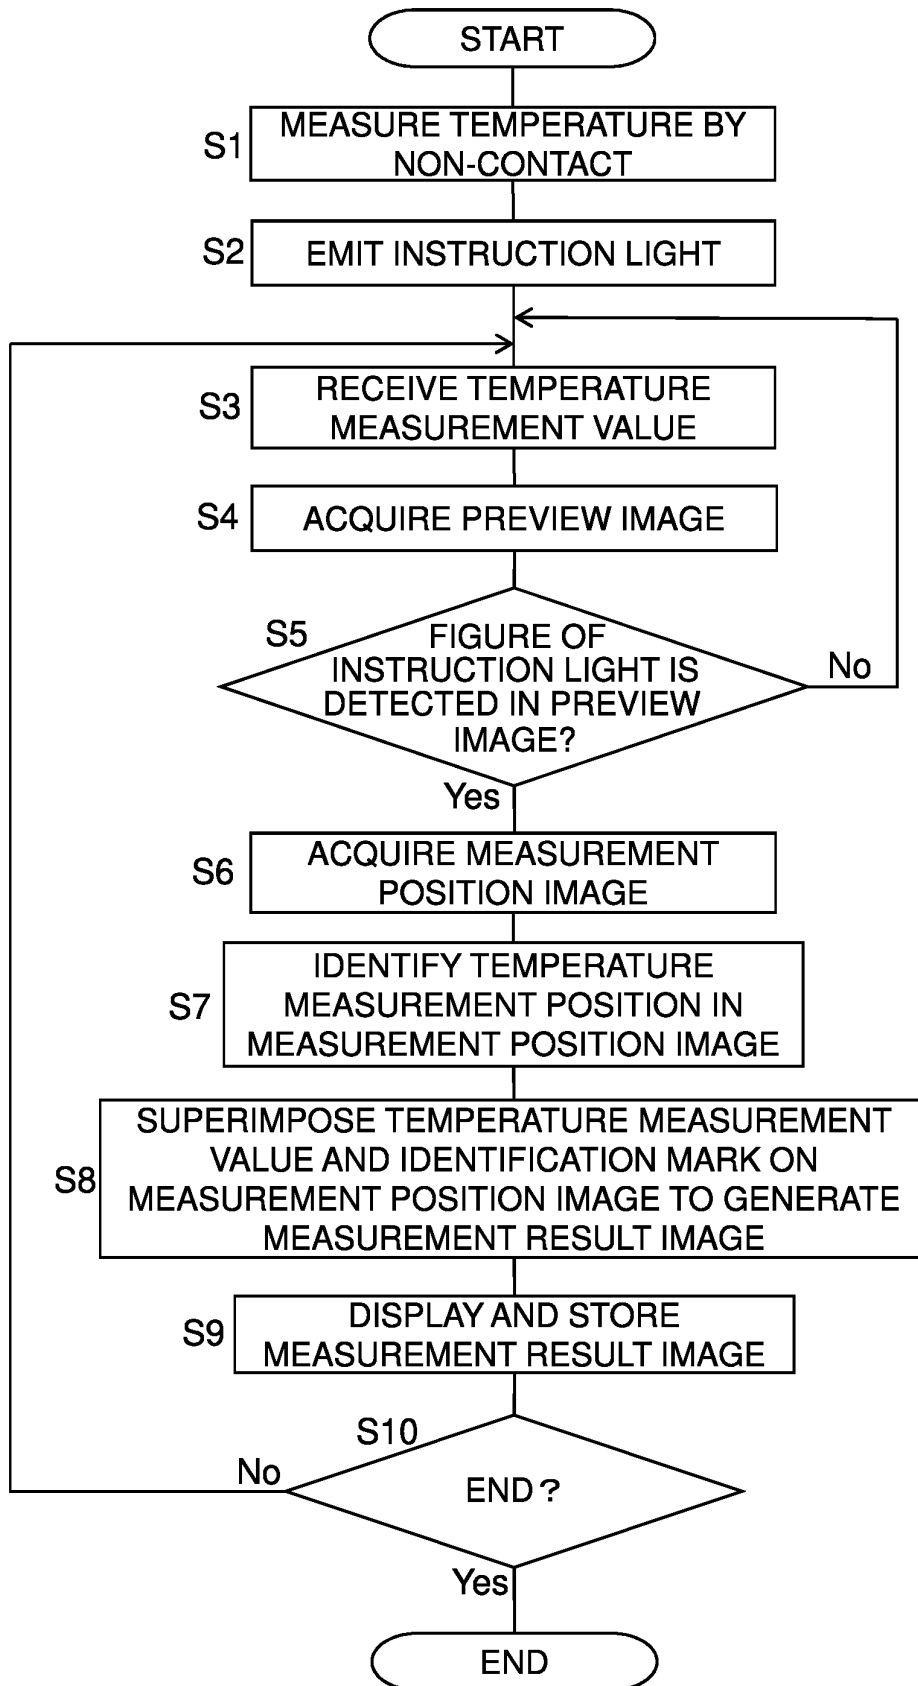 START
S1
MEASURE TEMPERATURE BY
NON-CONTACT
S2
EMIT INSTRUCTION LIGHT
S3
RECEIVE TEMPERATURE
MEASUREMENT VALUE
S4
ACQUIRE PREVIEW IMAGE
S5
FIGURE OF
INSTRUCTION LIGHT IS
DETECTED IN PREVIEW
IMAGE?
No
Yes
S6
ACQUIRE MEASUREMENT
POSITION IMAGE
S7
IDENTIFY TEMPERATURE
MEASUREMENT POSITION IN
MEASUREMENT POSITION IMAGE
S8
SUPERIMPOSE TEMPERATURE MEASUREMENT
VALUE AND IDENTIFICATION MARK ON
MEASUREMENT POSITION IMAGE TO GENERATE
MEASUREMENT RESULT IMAGE
S9
DISPLAY AND STORE
MEASUREMENT RESULT IMAGE
S10
No
END?
Yes
END